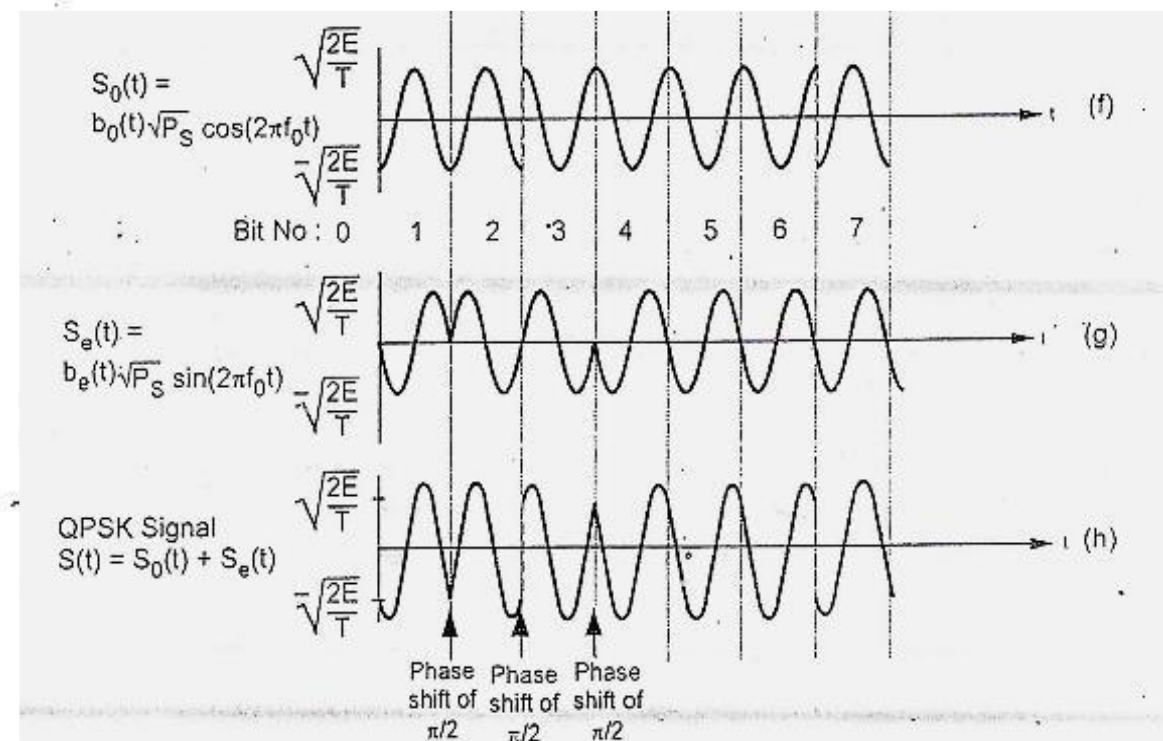 √(2E/T)
S₀(t) =
b₀(t)√Pₛ cos(2πf₀t)
-√(2E/T)
t (f)
Bit No : 0 1 2 3 4 5 6 7
√(2E/T)
Sₑ(t) =
bₑ(t)√Pₛ sin(2πf₀t)
-√(2E/T)
t (g)
√(2E/T)
QPSK Signal
S(t) = S₀(t) + Sₑ(t)
-√(2E/T)
t (h)
Phase
shift of
π/2
Phase
shift of
π/2
Phase
shift of
π/2